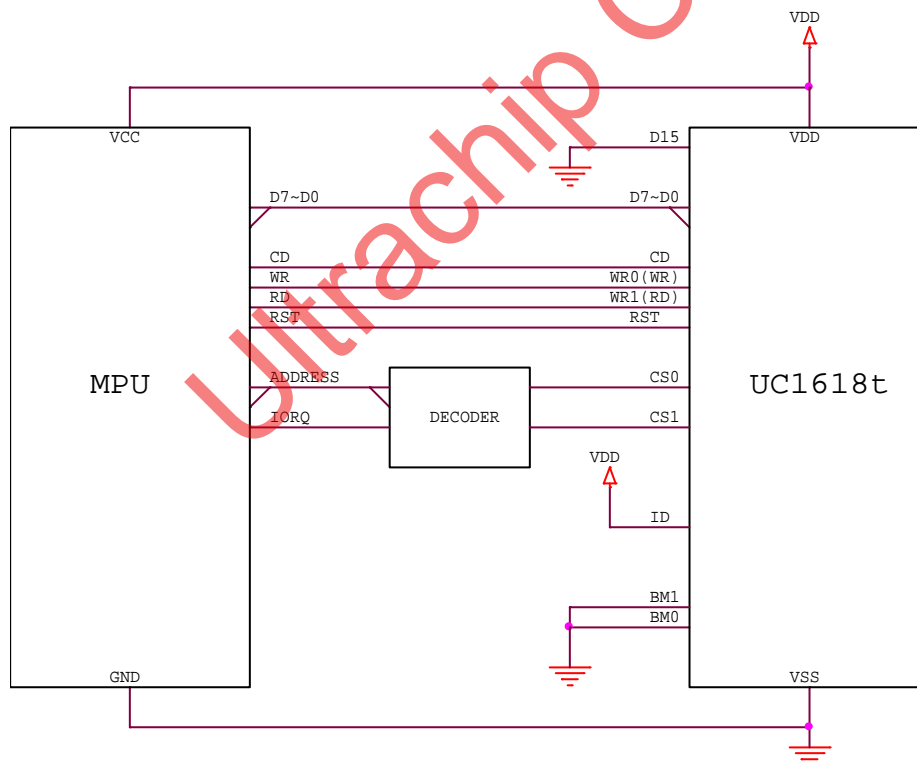 VDD
VCC
VDD
D15
D7~D0
D7~D0
CD
CD
WR
WR0(WR)
RD
WR1(RD)
RST
RST
MPU
UC1618t
ADDRESS
CS0
DECODER
IORQ
CS1
VDD
ID
BM1
BM0
GND
VSS
Ultrachip